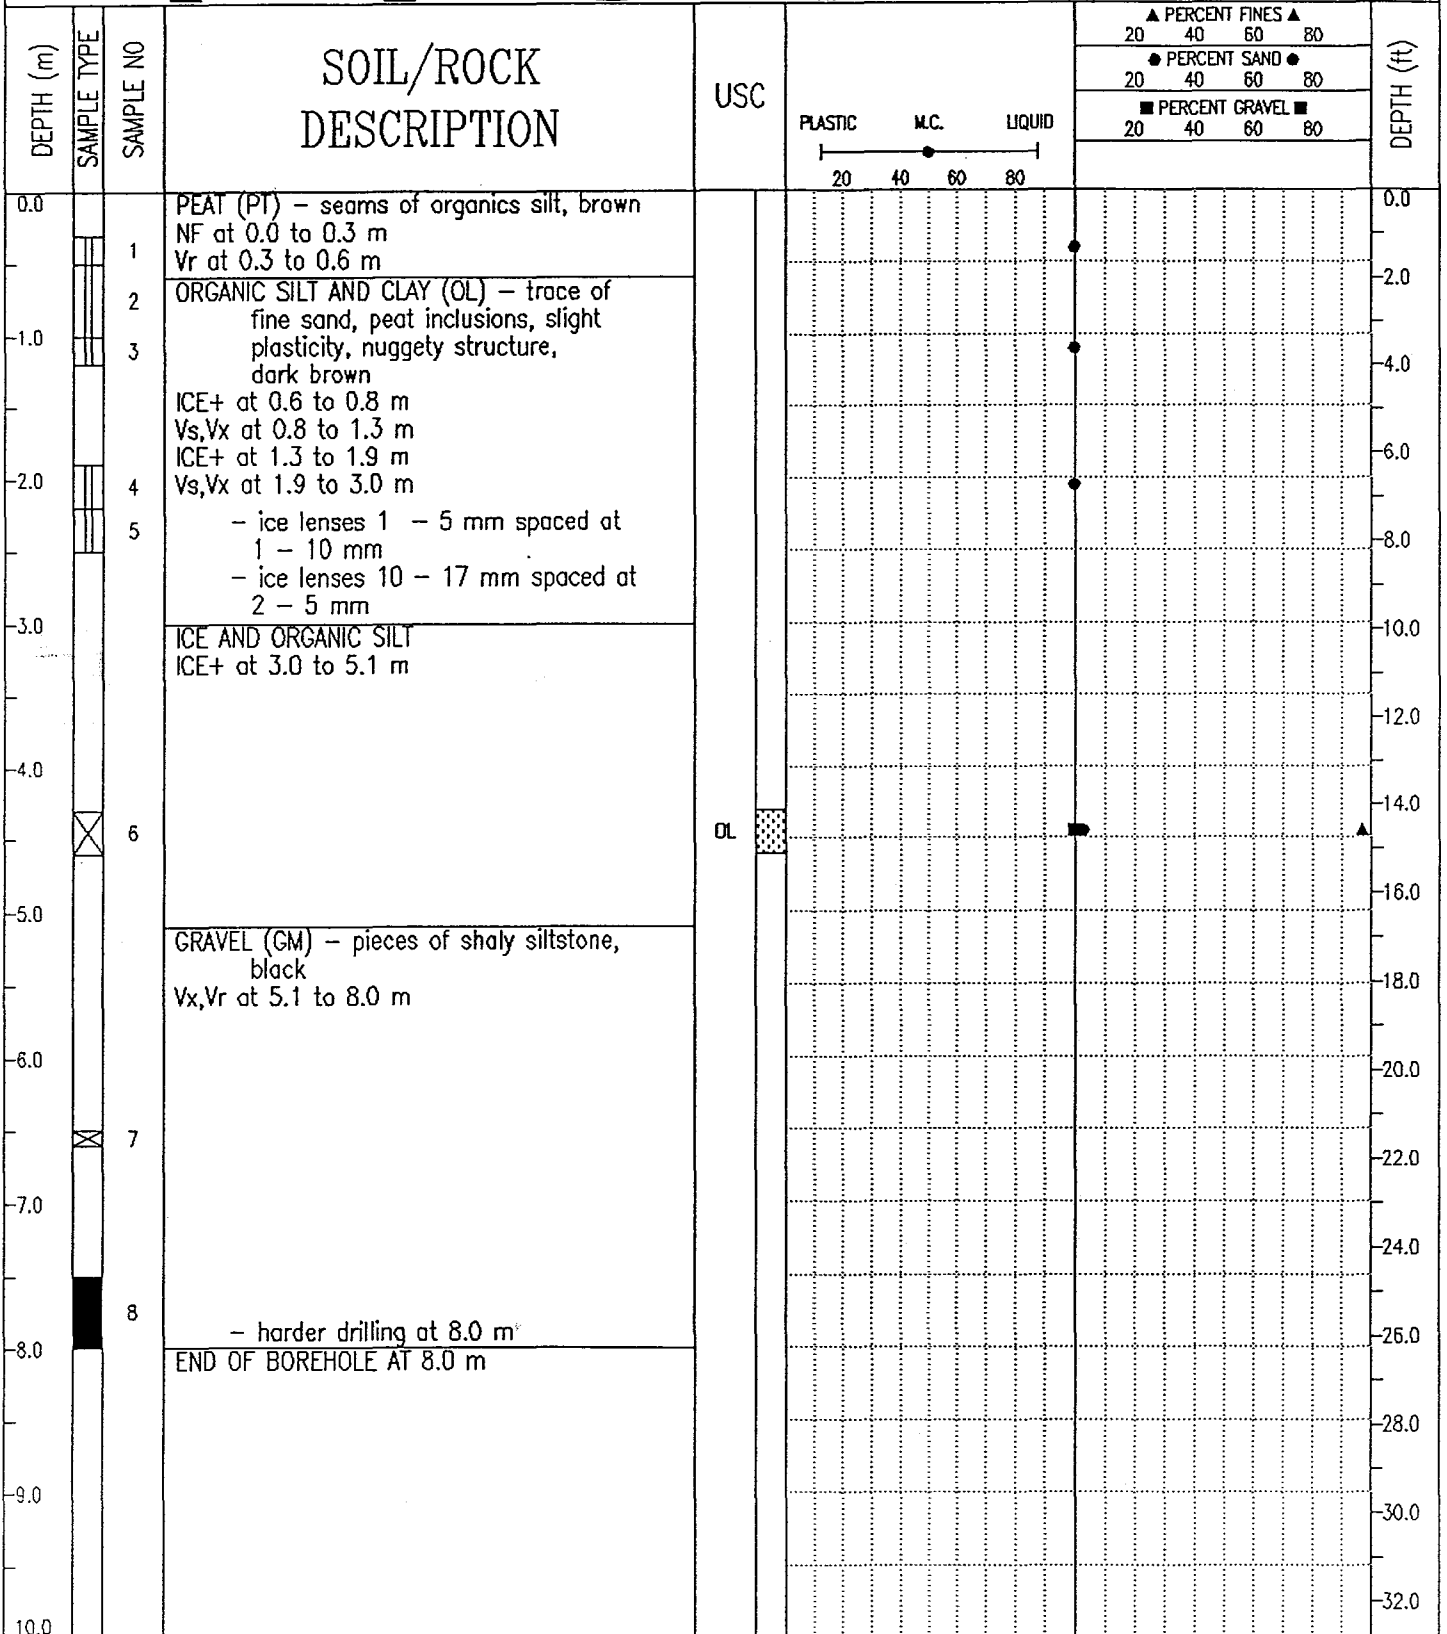 DEPTH (m)
SAMPLE TYPE
SAMPLE NO
SOIL/ROCK
DESCRIPTION
USC
PLASTIC M.C. LIQUID
20 40 60 80
▲ PERCENT FINES ▲
20 40 60 80
● PERCENT SAND ●
20 40 60 80
■ PERCENT GRAVEL ■
20 40 60 80
DEPTH (ft)
0.0
-1.0
-2.0
-3.0
-4.0
-5.0
-6.0
-7.0
-8.0
-9.0
10.0
1
2
3
4
5
6
7
8
PEAT (PT) – seams of organics silt, brown
NF at 0.0 to 0.3 m
Vr at 0.3 to 0.6 m
ORGANIC SILT AND CLAY (OL) – trace of
fine sand, peat inclusions, slight
plasticity, nuggety structure,
dark brown
ICE+ at 0.6 to 0.8 m
Vs,Vx at 0.8 to 1.3 m
ICE+ at 1.3 to 1.9 m
Vs,Vx at 1.9 to 3.0 m
– ice lenses 1 – 5 mm spaced at
1 – 10 mm
– ice lenses 10 – 17 mm spaced at
2 – 5 mm
ICE AND ORGANIC SILT
ICE+ at 3.0 to 5.1 m
GRAVEL (GM) – pieces of shaly siltstone,
black
Vx,Vr at 5.1 to 8.0 m
– harder drilling at 8.0 m
END OF BOREHOLE AT 8.0 m
OL
0.0
-2.0
-4.0
-6.0
-8.0
-10.0
-12.0
-14.0
-16.0
-18.0
-20.0
-22.0
-24.0
-26.0
-28.0
-30.0
-32.0